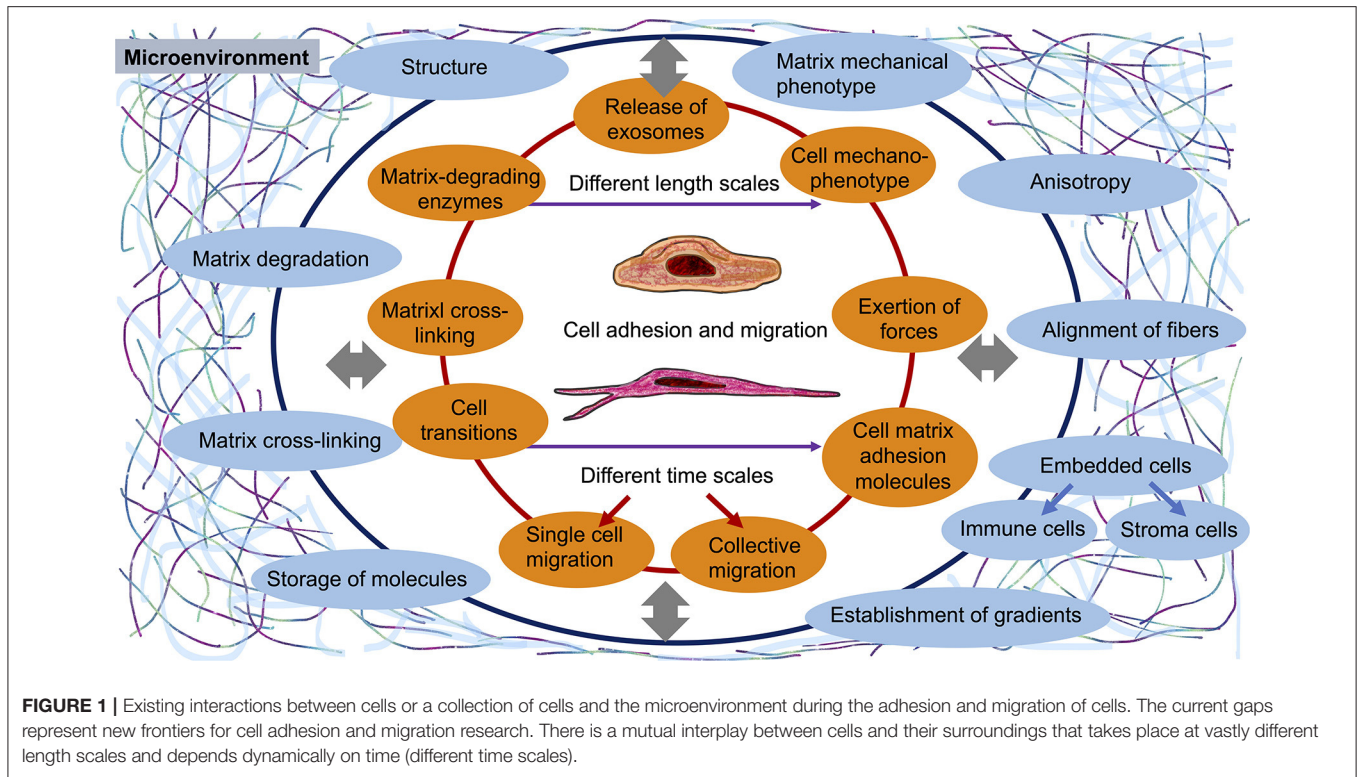 Microenvironment
Structure
Matrix mechanical
phenotype
Release of
exosomes
Matrix-degrading
enzymes
Different length scales
Cell mechano-
phenotype
Anisotropy
Matrix degradation
Matrixl cross-
linking
Cell adhesion and migration
Exertion of
forces
Alignment of fibers
Matrix cross-linking
Cell
transitions
Cell matrix
adhesion
molecules
Embedded cells
Different time scales
Immune cells
Stroma cells
Single cell
migration
Collective
migration
Storage of molecules
Establishment of gradients
FIGURE 1 | Existing interactions between cells or a collection of cells and the microenvironment during the adhesion and migration of cells. The current gaps
represent new frontiers for cell adhesion and migration research. There is a mutual interplay between cells and their surroundings that takes place at vastly different
length scales and depends dynamically on time (different time scales).